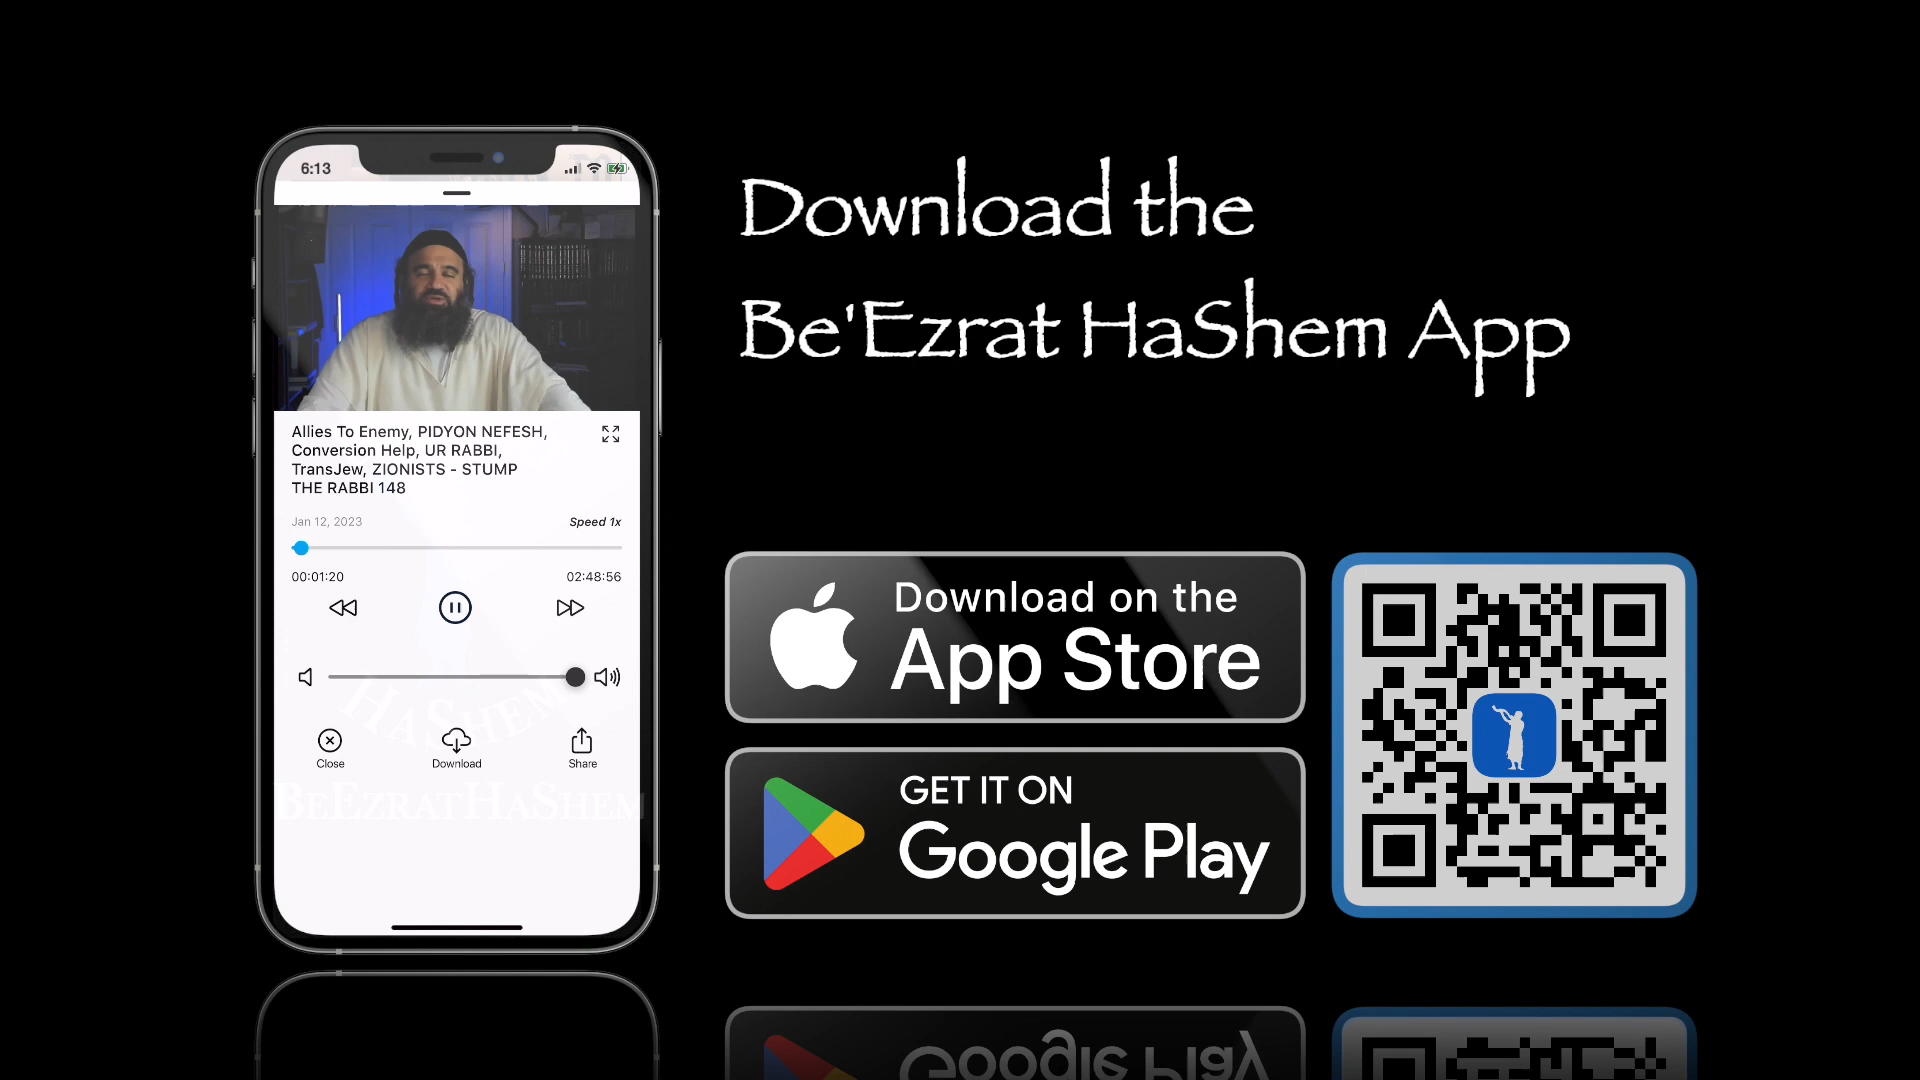 Download the
Be'Ezrat HaShem App
6:13
Allies To Enemy, PIDYON NEFESH,
Conversion Help, UR RABBI,
TransJew, ZIONISTS - STUMP
THE RABBI 148
Jan 12, 2023
Speed 1x
00:01:20
02:48:56
HaSHEM
Close
Download
Share
BEEZRATHASHEM
Download on the
App Store
GET IT ON
Google Play